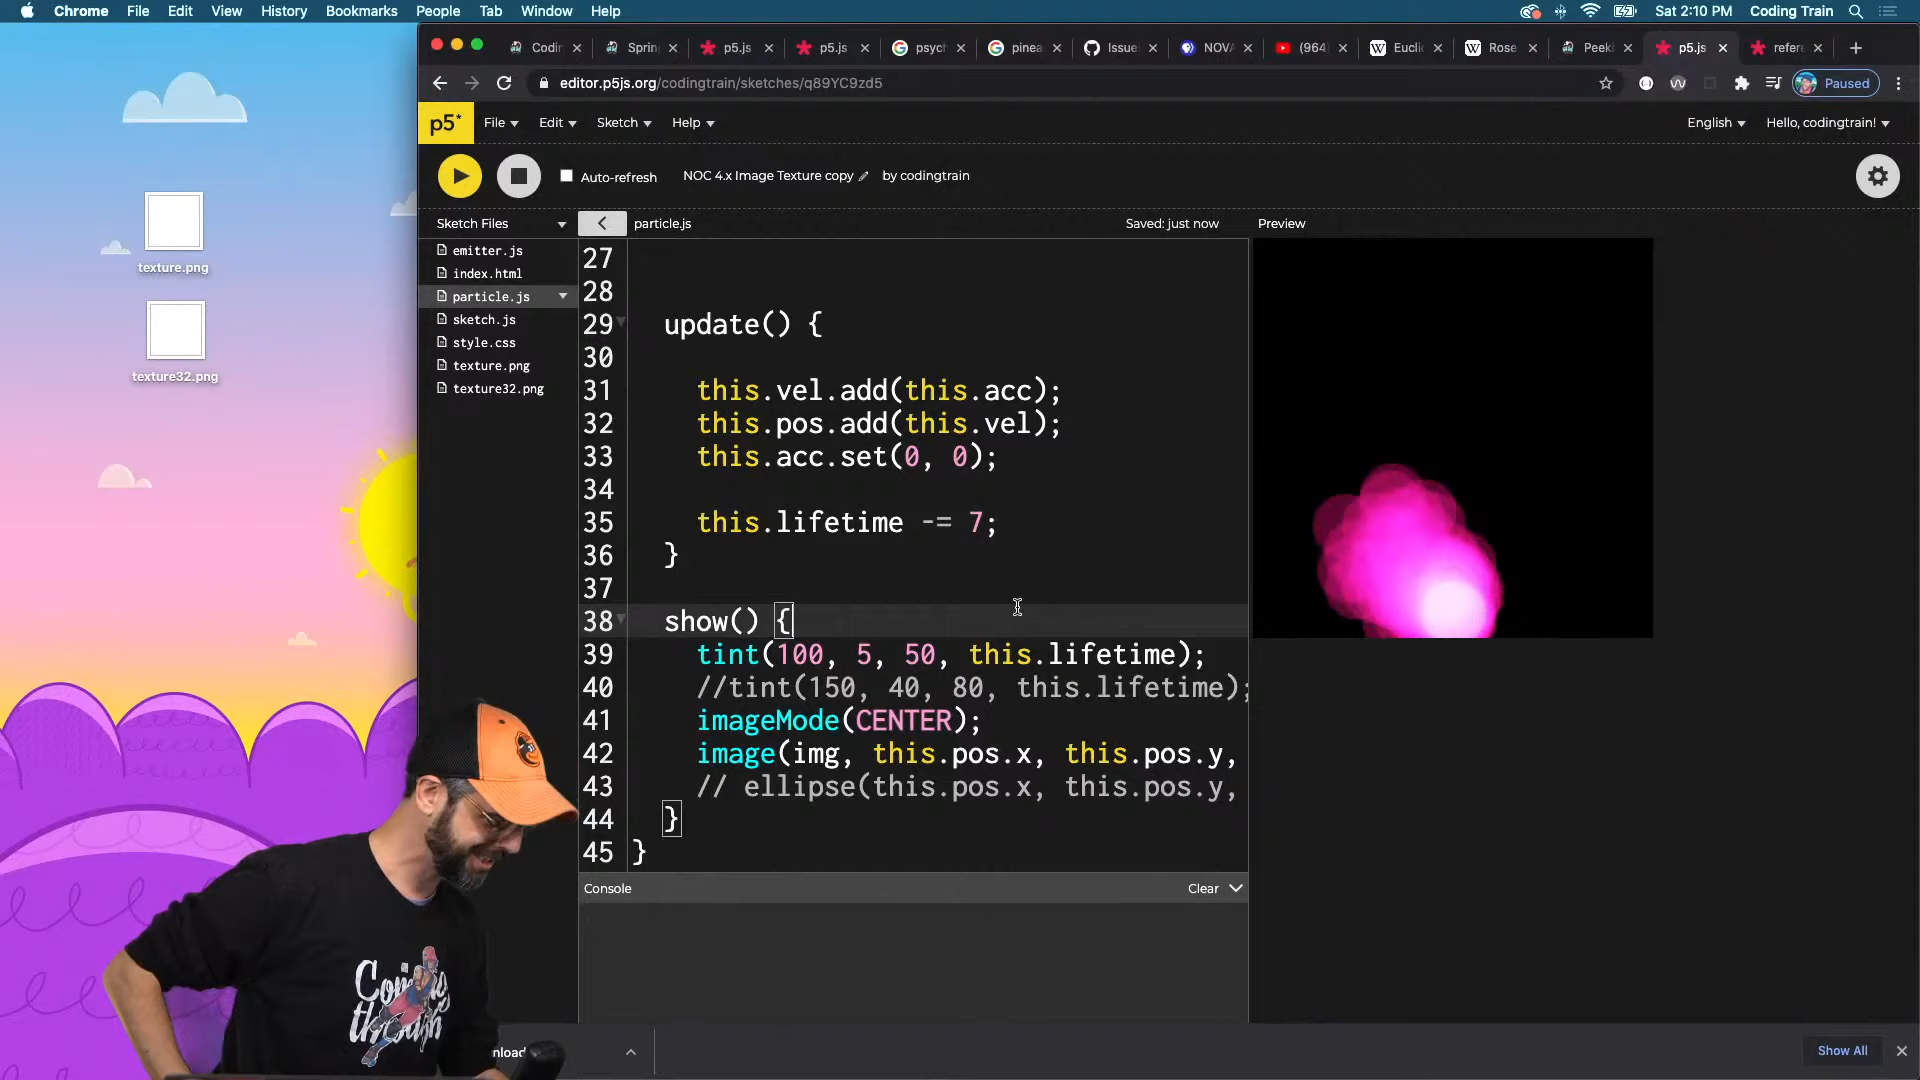 Chrome File Edit View History Bookmarks People Tab Window Help Sat 2:10 PM Coding Train
Codin Spring p5.js p5.js psych pinea Issue NOVA (964 Eucli Rose Peeki p5.js refere
editor.p5js.org/codingtrain/sketches/q89YC9zd5 Paused
p5* File Edit Sketch Help English Hello, codingtrain!
Auto-refresh NOC 4.x Image Texture copy by codingtrain
Sketch Files particle.js Saved: just now Preview
texture.png
texture32.png
emitter.js
index.html
particle.js
sketch.js
style.css
texture.png
texture32.png
27
28
29 update() {
30
31 this.vel.add(this.acc);
32 this.pos.add(this.vel);
33 this.acc.set(0, 0);
34
35 this.lifetime -= 7;
36 }
37
38 show() {
39 tint(100, 5, 50, this.lifetime);
40 //tint(150, 40, 80, this.lifetime);
41 imageMode(CENTER);
42 image(img, this.pos.x, this.pos.y,
43 // ellipse(this.pos.x, this.pos.y,
44 }
45 }
Console Clear
nload
Show All